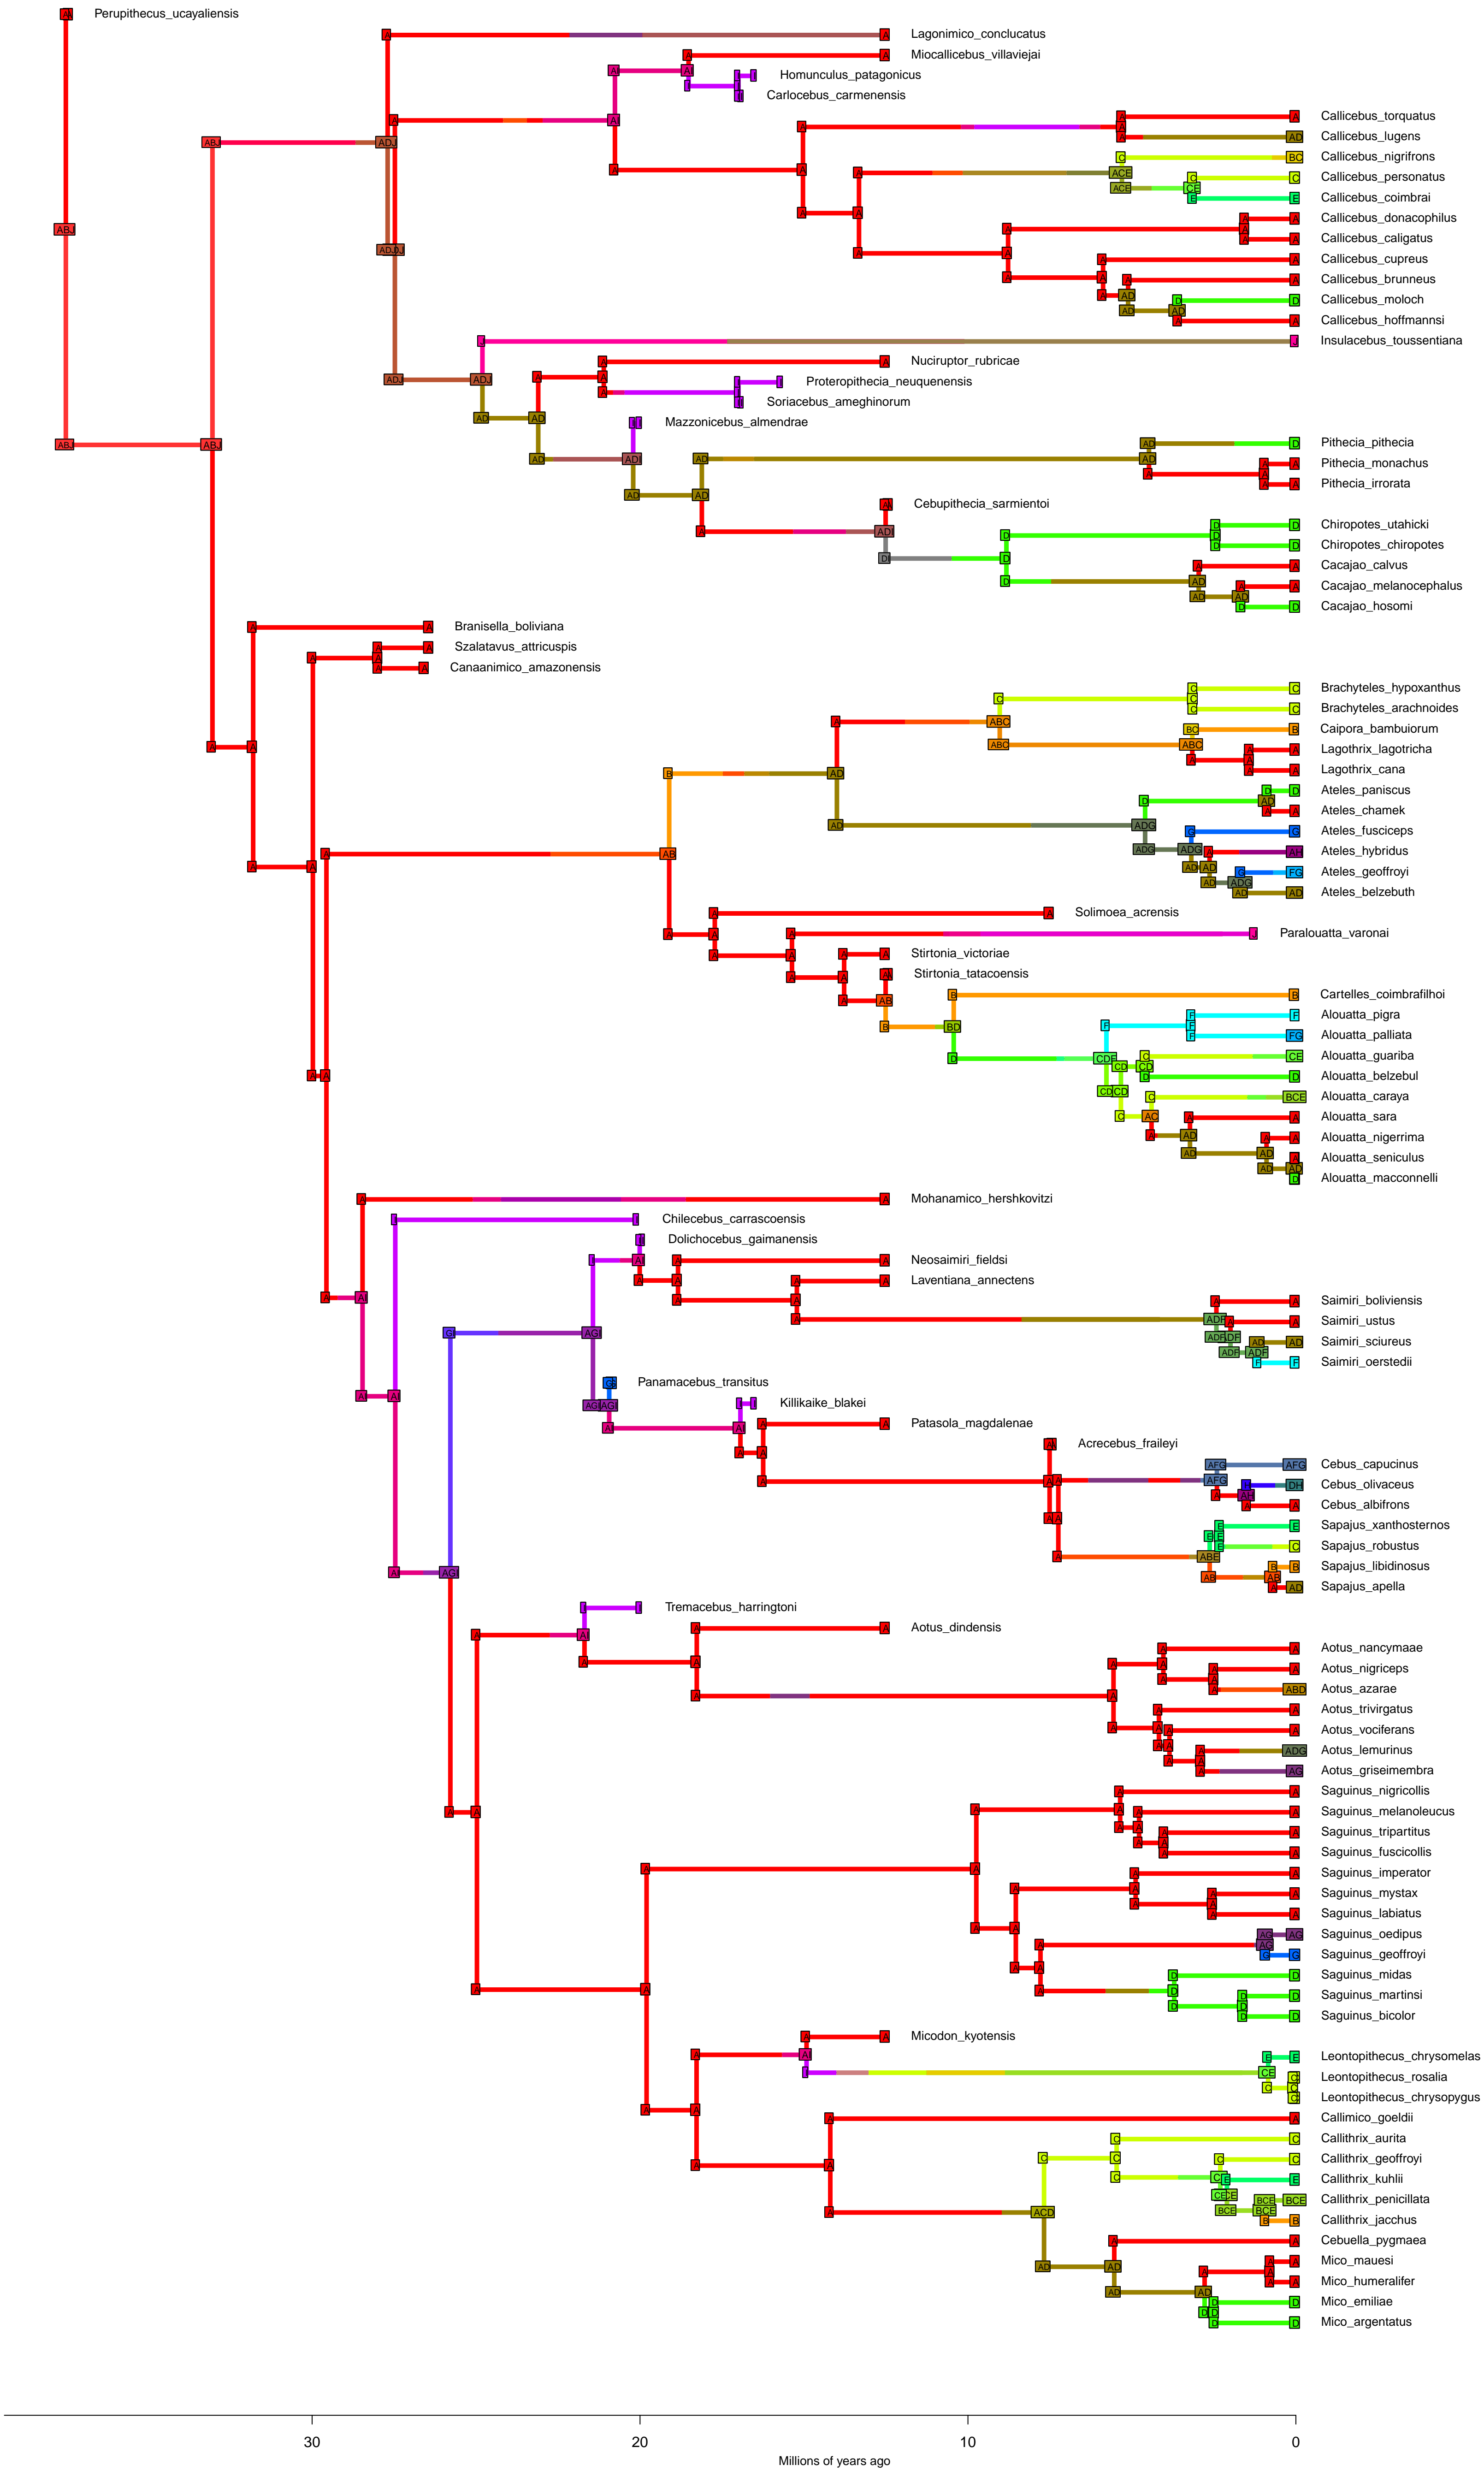 Perupithecus_ucayaliensis
Lagonimico_conclucatus
Miocallicebus_villaviejai
Homunculus_patagonicus
Carlocebus_carmenensis
Callicebus_torquatus
Callicebus_lugens
Callicebus_nigrifrons
Callicebus_personatus
Callicebus_coimbrai
Callicebus_donacophilus
Callicebus_caligatus
Callicebus_cupreus
Callicebus_brunneus
Callicebus_moloch
Callicebus_hoffmannsi
Insulacebus_toussentiana
Nuciruptor_rubricae
Proteropithecia_neuquenensis
Soriacebus_ameghinorum
Mazzonicebus_almendrae
Pithecia_pithecia
Pithecia_monachus
Pithecia_irrorata
Cebupithecia_sarmientoi
Chiropotes_utahicki
Chiropotes_chiropotes
Cacajao_calvus
Cacajao_melanocephalus
Cacajao_hosomi
Branisella_boliviana
Szalatavus_attricuspis
Canaanimico_amazonensis
Brachyteles_hypoxanthus
Brachyteles_arachnoides
Caipora_bambuiorum
Lagothrix_lagotricha
Lagothrix_cana
Ateles_paniscus
Ateles_chamek
Ateles_fusciceps
Ateles_hybridus
Ateles_geoffroyi
Ateles_belzebuth
Solimoea_acrensis
Paralouatta_varonai
Stirtonia_victoriae
Stirtonia_tatacoensis
Cartelles_coimbrafilhoi
Alouatta_pigra
Alouatta_palliata
Alouatta_guariba
Alouatta_belzebul
Alouatta_caraya
Alouatta_sara
Alouatta_nigerrima
Alouatta_seniculus
Alouatta_macconnelli
Mohanamico_hershkovitzi
Chilecebus_carrascoensis
Dolichocebus_gaimanensis
Neosaimiri_fieldsi
Laventiana_annectens
Saimiri_boliviensis
Saimiri_ustus
Saimiri_sciureus
Saimiri_oerstedii
Panamacebus_transitus
Killikaike_blakei
Patasola_magdalenae
Acrecebus_fraileyi
Cebus_capucinus
Cebus_olivaceus
Cebus_albifrons
Sapajus_xanthosternos
Sapajus_robustus
Sapajus_libidinosus
Sapajus_apella
Tremacebus_harringtoni
Aotus_dindensis
Aotus_nancymaae
Aotus_nigriceps
Aotus_azarae
Aotus_trivirgatus
Aotus_vociferans
Aotus_lemurinus
Aotus_griseimembra
Saguinus_nigricollis
Saguinus_melanoleucus
Saguinus_tripartitus
Saguinus_fuscicollis
Saguinus_imperator
Saguinus_mystax
Saguinus_labiatus
Saguinus_oedipus
Saguinus_geoffroyi
Saguinus_midas
Saguinus_martinsi
Saguinus_bicolor
Micodon_kyotensis
Leontopithecus_chrysomelas
Leontopithecus_rosalia
Leontopithecus_chrysopygus
Callimico_goeldii
Callithrix_aurita
Callithrix_geoffroyi
Callithrix_kuhlii
Callithrix_penicillata
Callithrix_jacchus
Cebuella_pygmaea
Mico_mauesi
Mico_humeralifer
Mico_emiliae
Mico_argentatus
30 20 10 0
Millions of years ago